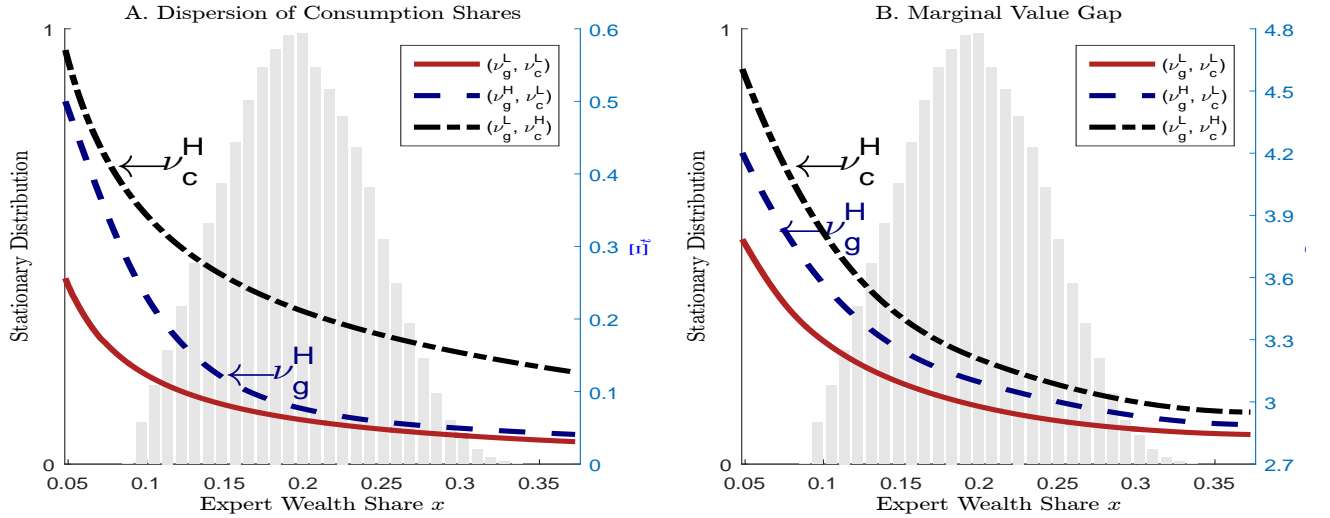 A. Dispersion of Consumption Shares
1
0
Stationary Distribution
0.05 0.1 0.15 0.2 0.25 0.3 0.35
Expert Wealth Share x
0.6
0.5
0.4
0.3
0.2
0.1
0
Ξ_t
(ν_g^L, ν_c^L)
(ν_g^H, ν_c^L)
(ν_g^L, ν_c^H)
←ν_c^H
←ν_g^H
B. Marginal Value Gap
1
0
Stationary Distribution
0.05 0.1 0.15 0.2 0.25 0.3 0.35
Expert Wealth Share x
4.8
4.5
4.2
3.9
3.6
3.3
3
2.7
(ν_g^L, ν_c^L)
(ν_g^H, ν_c^L)
(ν_g^L, ν_c^H)
←ν_c^H
←ν_g^H